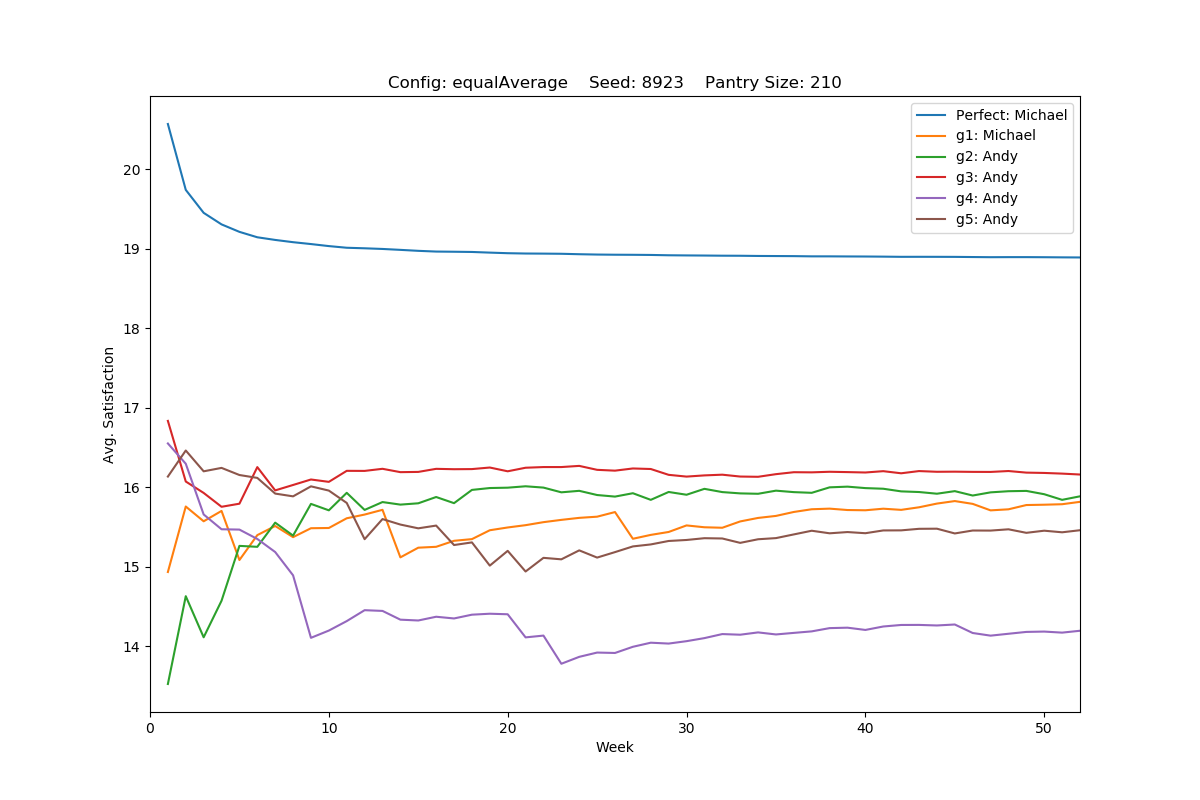 Config: equalAverage    Seed: 8923    Pantry Size: 210
Perfect: Michael
g1: Michael
g2: Andy
g3: Andy
g4: Andy
g5: Andy
Avg. Satisfaction
20
19
18
17
16
15
14
0 10 20 30 40 50
Week